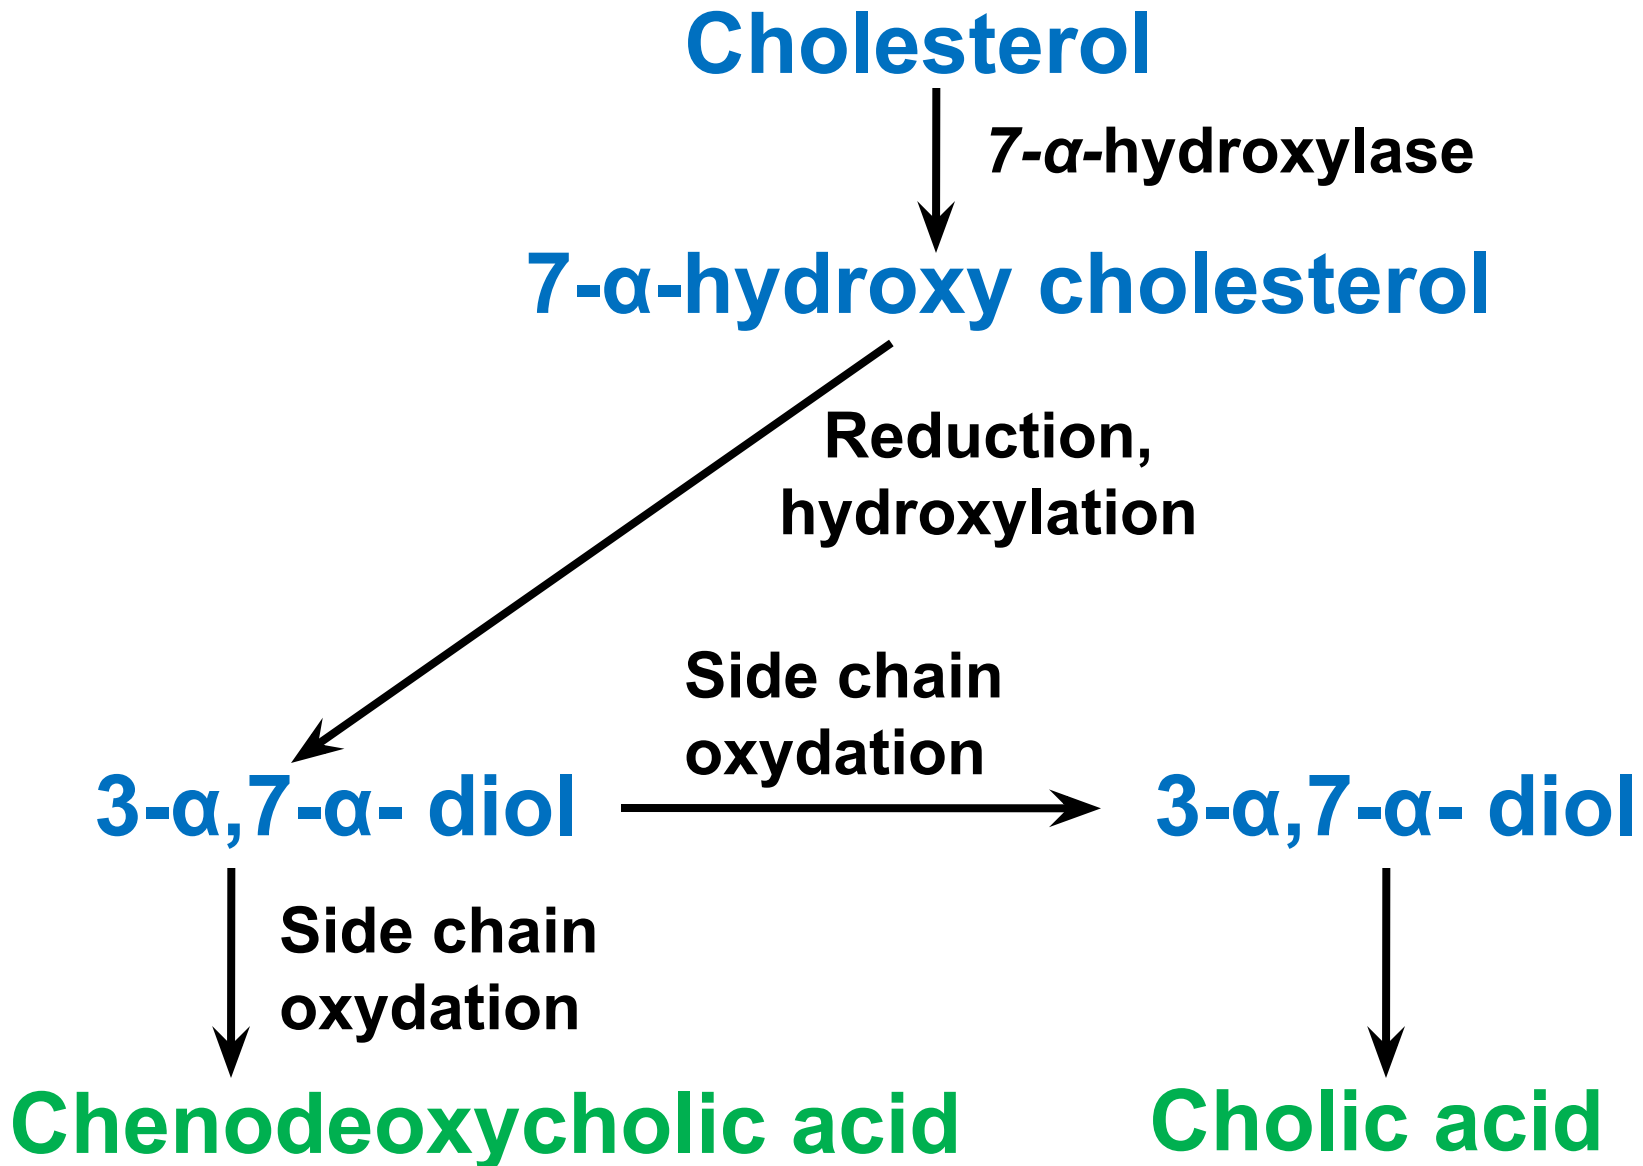 Cholesterol
7-α-hydroxylase
7-α-hydroxy cholesterol
Reduction,
hydroxylation
Side chain
oxydation
3-α,7-α- diol
3-α,7-α- diol
Side chain
oxydation
Chenodeoxycholic acid
Cholic acid